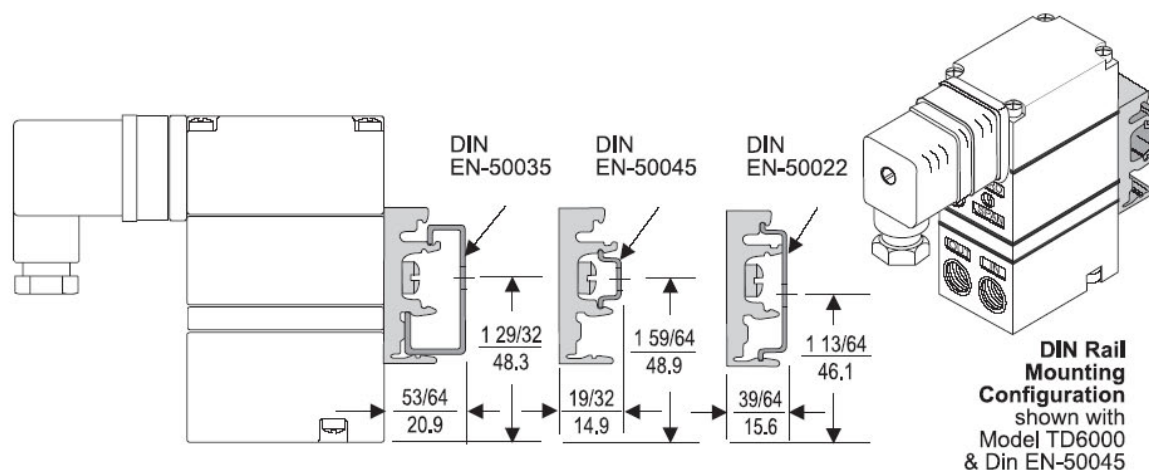 DIN
EN-50035
DIN
EN-50045
DIN
EN-50022
1 29/32
48.3
1 59/64
48.9
1 13/64
46.1
53/64
20.9
19/32
14.9
39/64
15.6
DIN Rail
Mounting
Configuration
shown with
Model TD6000
& Din EN-50045